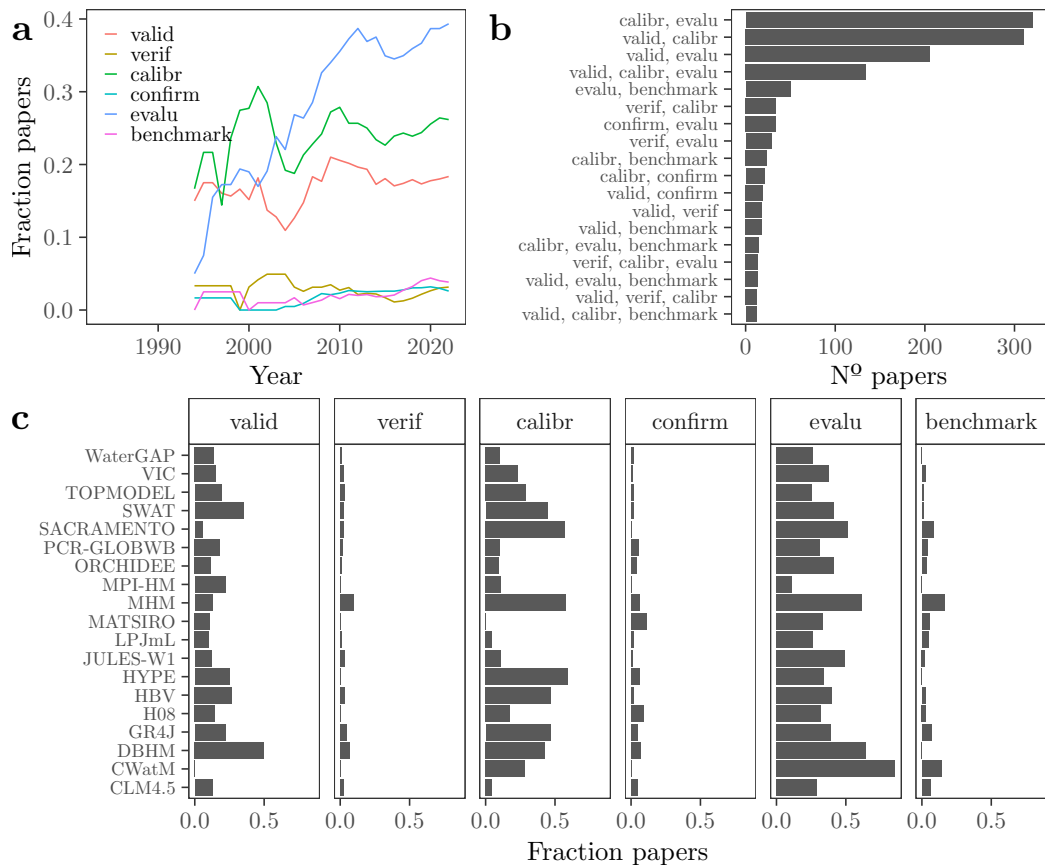 a
Fraction papers
0.4
0.3
0.2
0.1
0.0
valid
verif
calibr
confirm
evalu
benchmark
1990
2000
2010
2020
Year
b
calibr, evalu
valid, calibr
valid, evalu
valid, calibr, evalu
evalu, benchmark
verif, calibr
confirm, evalu
verif, evalu
calibr, benchmark
calibr, confirm
valid, confirm
valid, verif
valid, benchmark
calibr, evalu, benchmark
verif, calibr, evalu
valid, evalu, benchmark
valid, verif, calibr
valid, calibr, benchmark
0
100
200
300
Nº papers
c
valid
verif
calibr
confirm
evalu
benchmark
WaterGAP
VIC
TOPMODEL
SWAT
SACRAMENTO
PCR-GLOBWB
ORCHIDEE
MPI-HM
MHM
MATSIRO
LPJmL
JULES-W1
HYPE
HBV
H08
GR4J
DBHM
CWatM
CLM4.5
0.0 0.5
0.0 0.5
0.0 0.5
0.0 0.5
0.0 0.5
0.0 0.5
Fraction papers